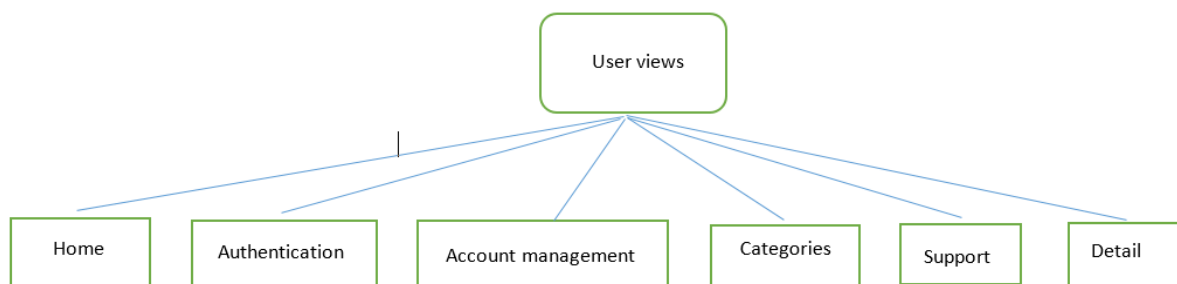 User views
Home
Authentication
Account management
Categories
Support
Detail